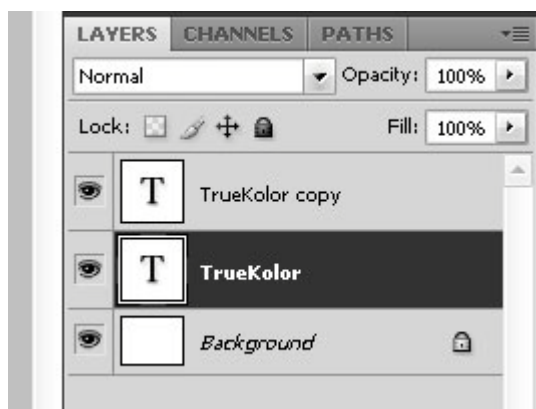 LAYERS CHANNELS PATHS
Normal Opacity: 100%
Lock: Fill: 100%
T TrueKolor copy
T TrueKolor
Background